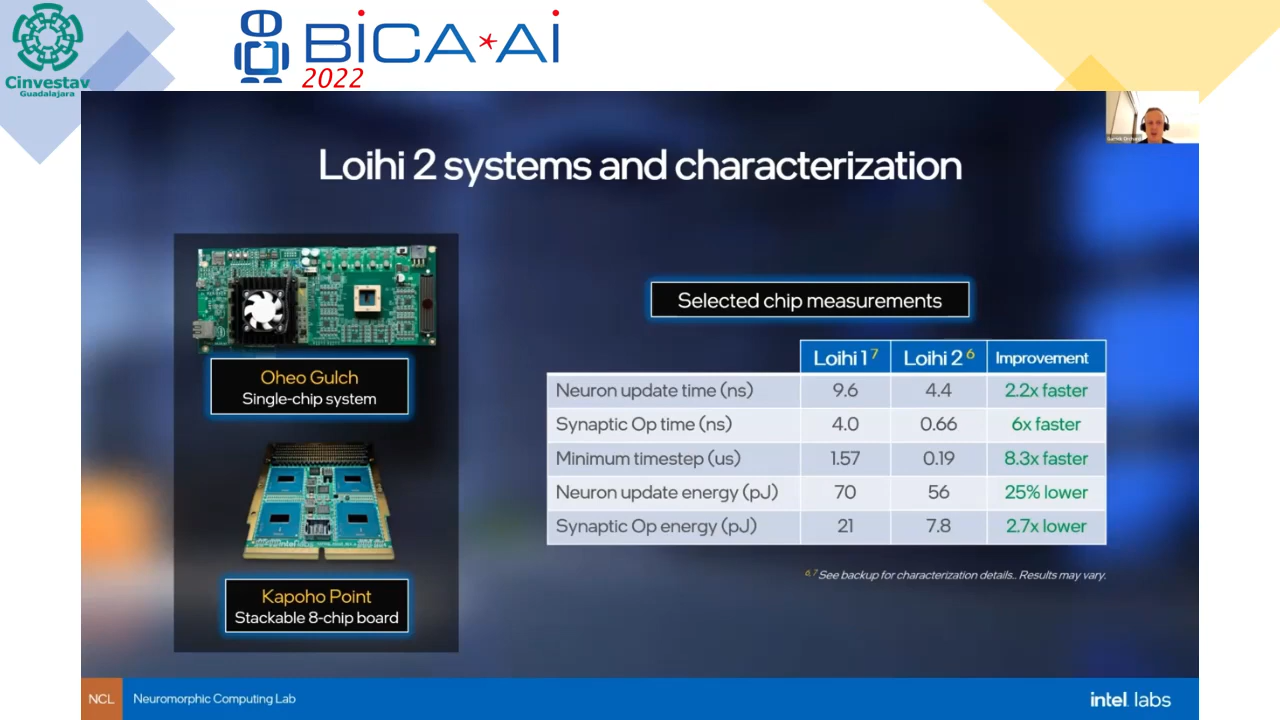 Cinvestav
Guadalajara
BiCA*Ai
2022
Loihi 2 systems and characterization
Oheo Gulch
Single-chip system
Kapoho Point
Stackable 8-chip board
Selected chip measurements
Loihi 1⁷ Loihi 2⁶ Improvement
Neuron update time (ns) 9.6 4.4 2.2x faster
Synaptic Op time (ns) 4.0 0.66 6x faster
Minimum timestep (us) 1.57 0.19 8.3x faster
Neuron update energy (pJ) 70 56 25% lower
Synaptic Op energy (pJ) 21 7.8 2.7x lower
⁶,⁷ See backup for characterization details.. Results may vary.
NCL Neuromorphic Computing Lab
intel. labs